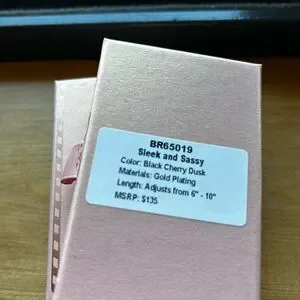 BR65019
Sleek and Sassy
Color: Black Cherry Dusk
Materials: Gold Plating
Length: Adjusts from 6" - 10"
MSRP: $135